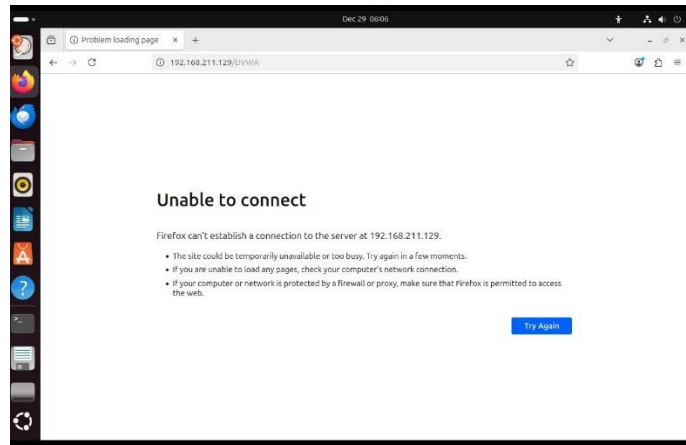 Dec 29 06:06
Problem loading page
192.168.211.129/DVWA
Unable to connect
Firefox can't establish a connection to the server at 192.168.211.129.
• The site could be temporarily unavailable or too busy. Try again in a few moments.
• If you are unable to load any pages, check your computer's network connection.
• If your computer or network is protected by a firewall or proxy, make sure that Firefox is permitted to access
the web.
Try Again